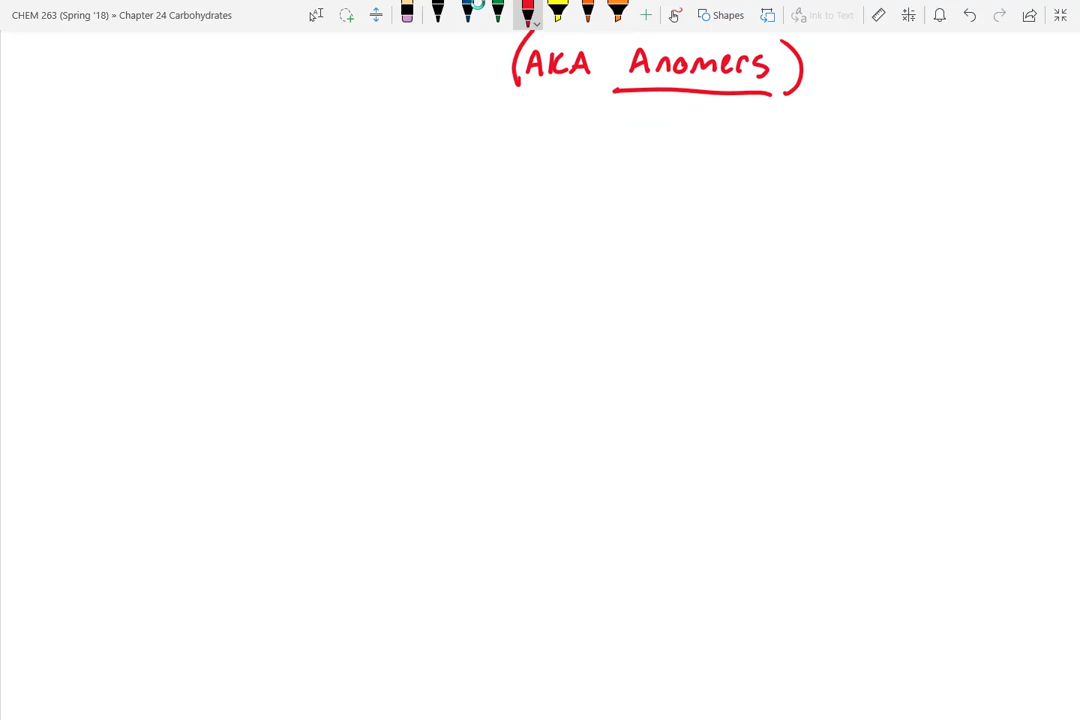 CHEM 263 (Spring '18) » Chapter 24 Carbohydrates
Shapes
Ink to Text
(AKA Anomers)